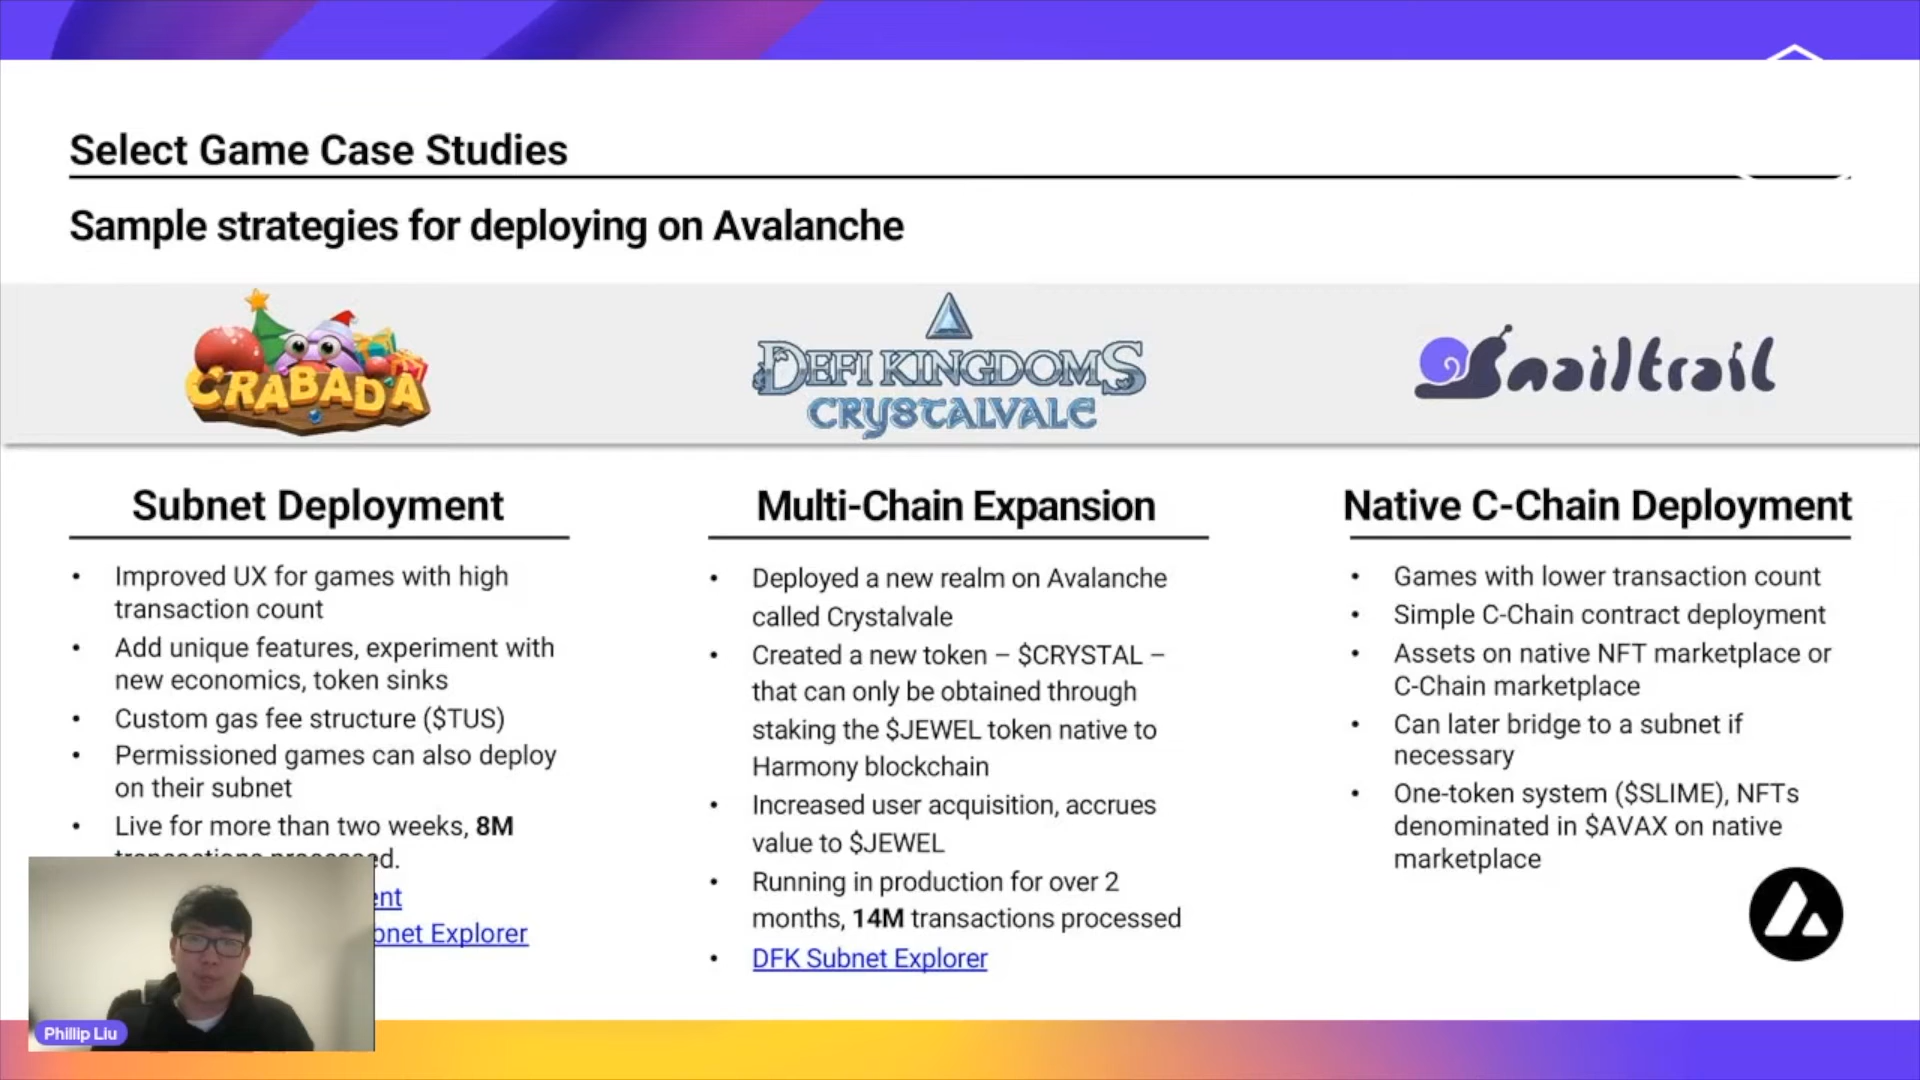 Select Game Case Studies
Sample strategies for deploying on Avalanche
CRABADA
DEFI KINGDOMS
CRYSTALVALE
Snailtrail
Subnet Deployment
• Improved UX for games with high
transaction count
• Add unique features, experiment with
new economics, token sinks
• Custom gas fee structure ($TUS)
• Permissioned games can also deploy
on their subnet
• Live for more than two weeks, 8M
transactions processed.
Explorer
Multi-Chain Expansion
• Deployed a new realm on Avalanche
called Crystalvale
• Created a new token – $CRYSTAL –
that can only be obtained through
staking the $JEWEL token native to
Harmony blockchain
• Increased user acquisition, accrues
value to $JEWEL
• Running in production for over 2
months, 14M transactions processed
• DFK Subnet Explorer
Native C-Chain Deployment
• Games with lower transaction count
• Simple C-Chain contract deployment
• Assets on native NFT marketplace or
C-Chain marketplace
• Can later bridge to a subnet if
necessary
• One-token system ($SLIME), NFTs
denominated in $AVAX on native
marketplace
Phillip Liu